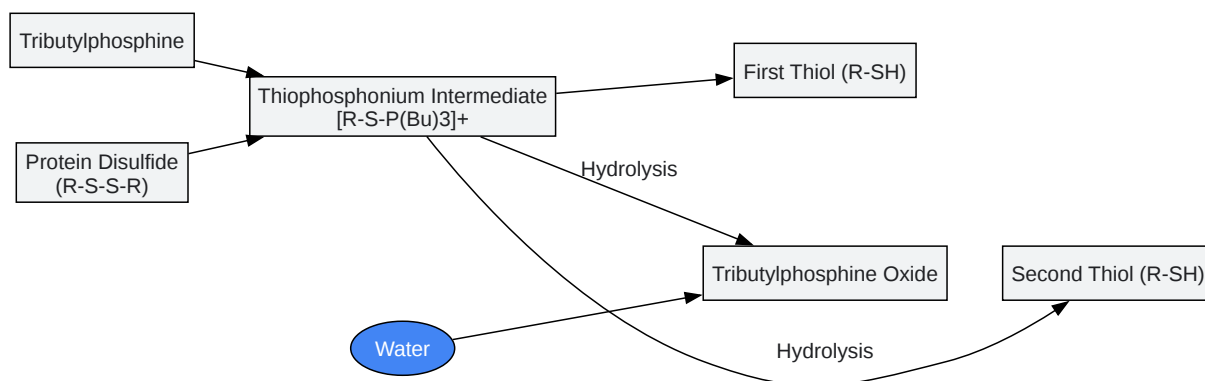 Tributylphosphine
Protein Disulfide
(R-S-S-R)
Thiophosphonium Intermediate
[R-S-P(Bu)3]+
First Thiol (R-SH)
Hydrolysis
Tributylphosphine Oxide
Second Thiol (R-SH)
Water
Hydrolysis